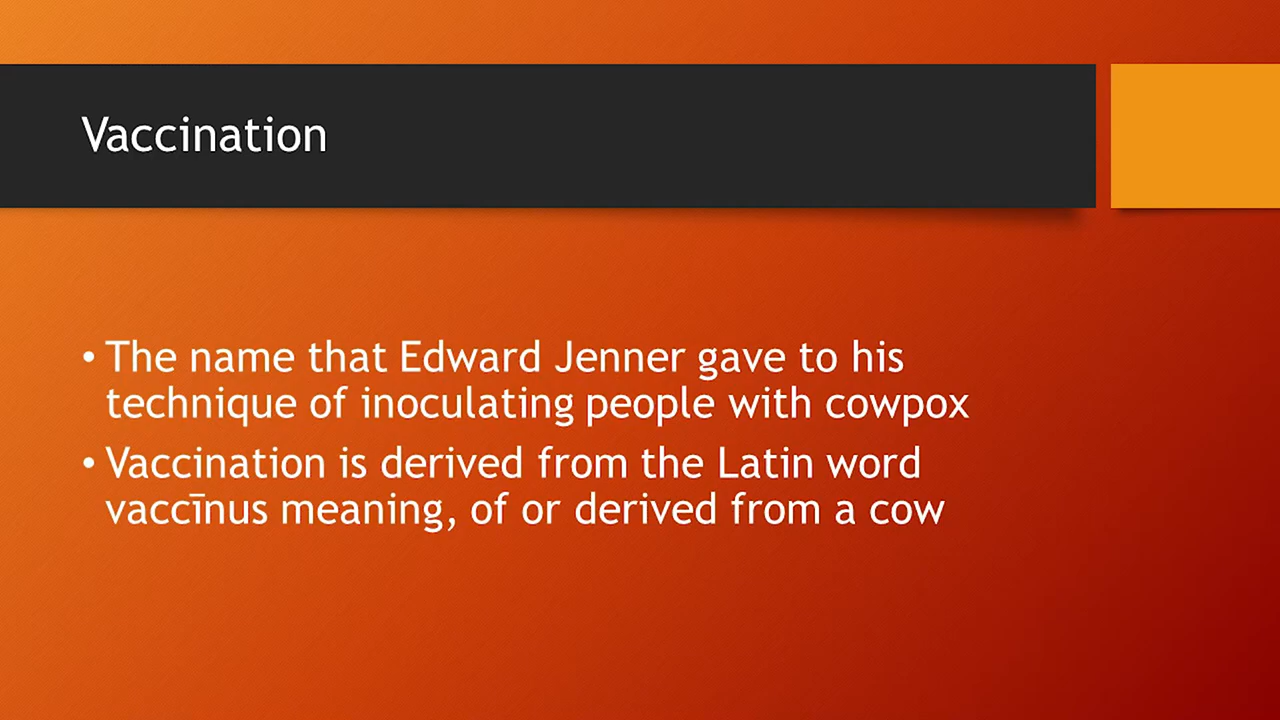 Vaccination
• The name that Edward Jenner gave to his
technique of inoculating people with cowpox
• Vaccination is derived from the Latin word
vaccīnus meaning, of or derived from a cow